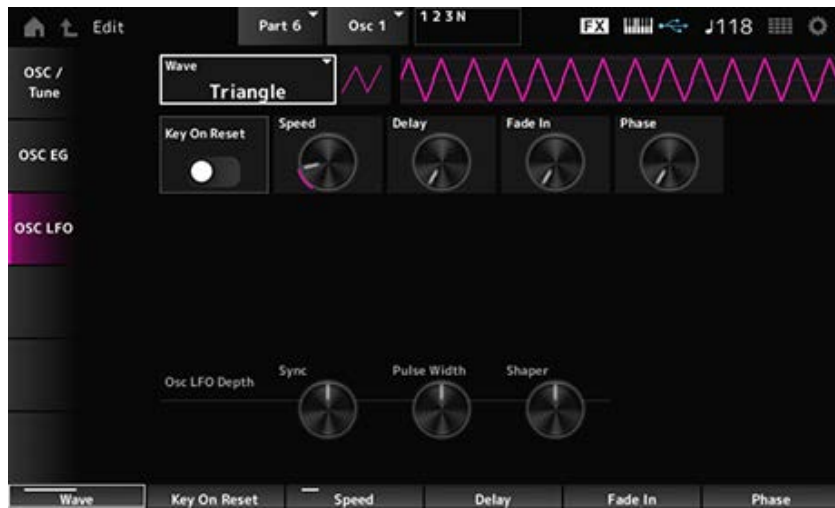 Edit
Part 6
Osc 1
1 2 3 N
FX
♩118
OSC /
Tune
OSC EG
OSC LFO
Wave
Triangle
Key On Reset
Speed
Delay
Fade In
Phase
Osc LFO Depth
Sync
Pulse Width
Shaper
Wave
Key On Reset
Speed
Delay
Fade In
Phase